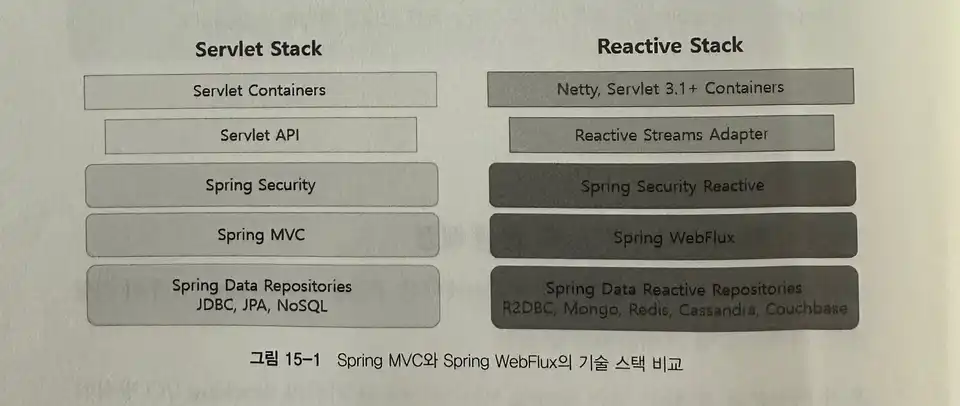 Servlet Stack
Servlet Containers
Servlet API
Spring Security
Spring MVC
Spring Data Repositories
JDBC, JPA, NoSQL
Reactive Stack
Netty, Servlet 3.1+ Containers
Reactive Streams Adapter
Spring Security Reactive
Spring WebFlux
Spring Data Reactive Repositories
R2DBC, Mongo, Redis, Cassandra, Couchbase
그림 15-1 Spring MVC와 Spring WebFlux의 기술 스택 비교